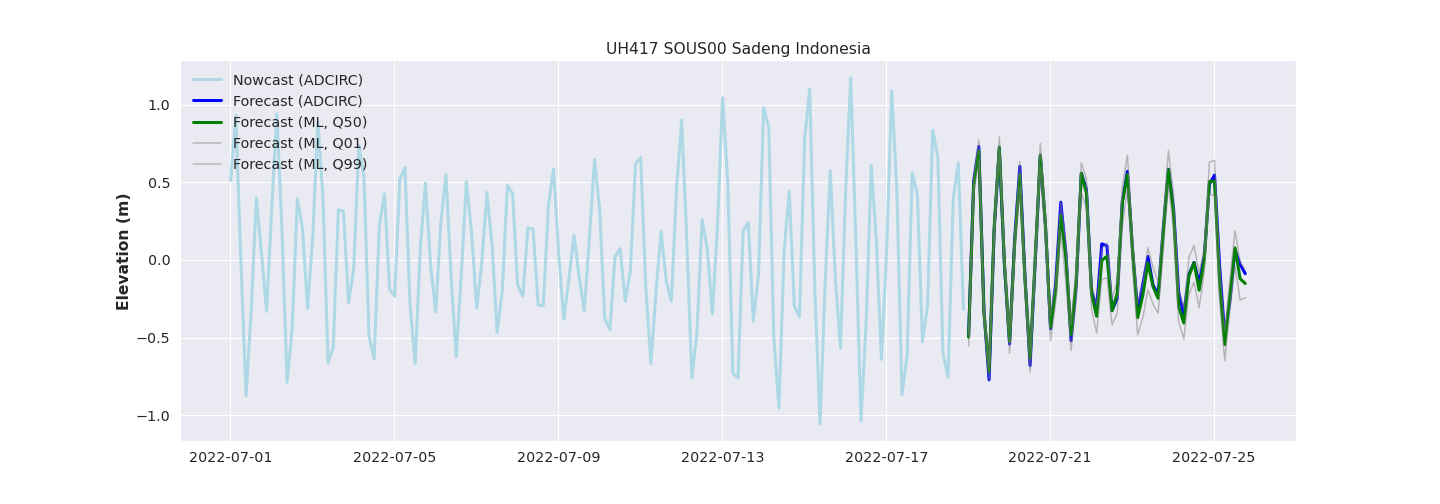 UH417 SOUS00 Sadeng Indonesia
Nowcast (ADCIRC)
Forecast (ADCIRC)
Forecast (ML, Q50)
Forecast (ML, Q01)
Forecast (ML, Q99)
Elevation (m)
1.0
0.5
0.0
−0.5
−1.0
2022-07-01 2022-07-05 2022-07-09 2022-07-13 2022-07-17 2022-07-21 2022-07-25